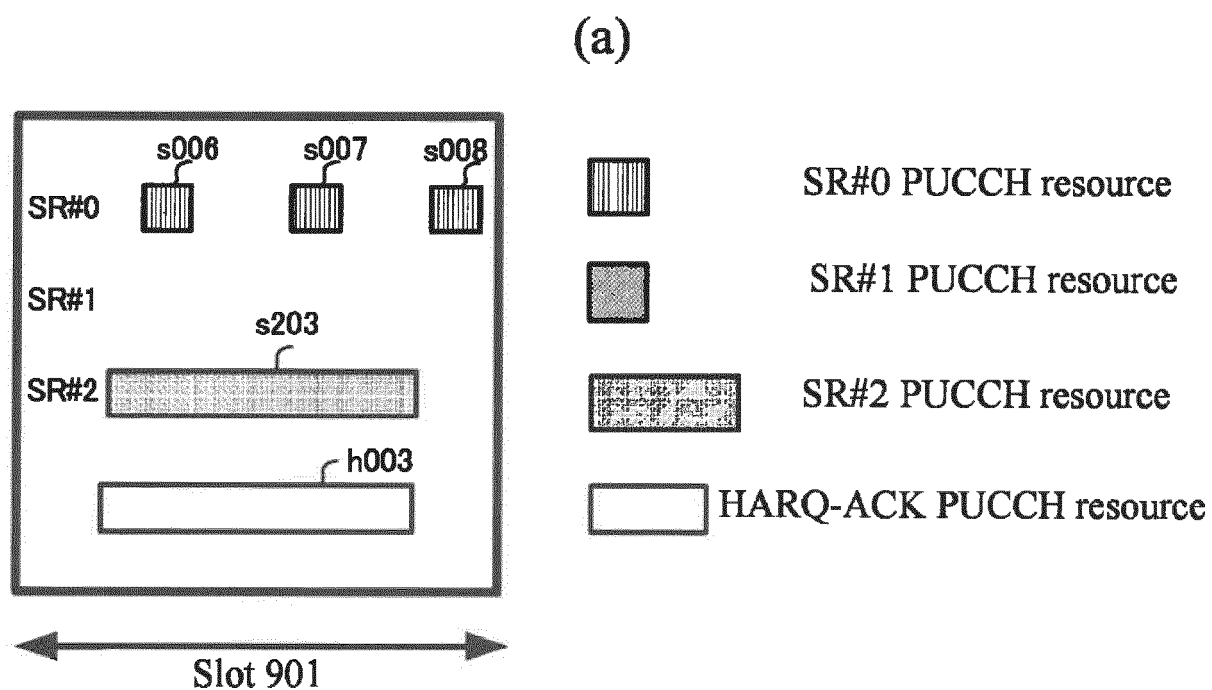 (a)
s006 s007 s008
SR#0
SR#1
s203
SR#2
h003
Slot 901
SR#0 PUCCH resource
SR#1 PUCCH resource
SR#2 PUCCH resource
HARQ-ACK PUCCH resource